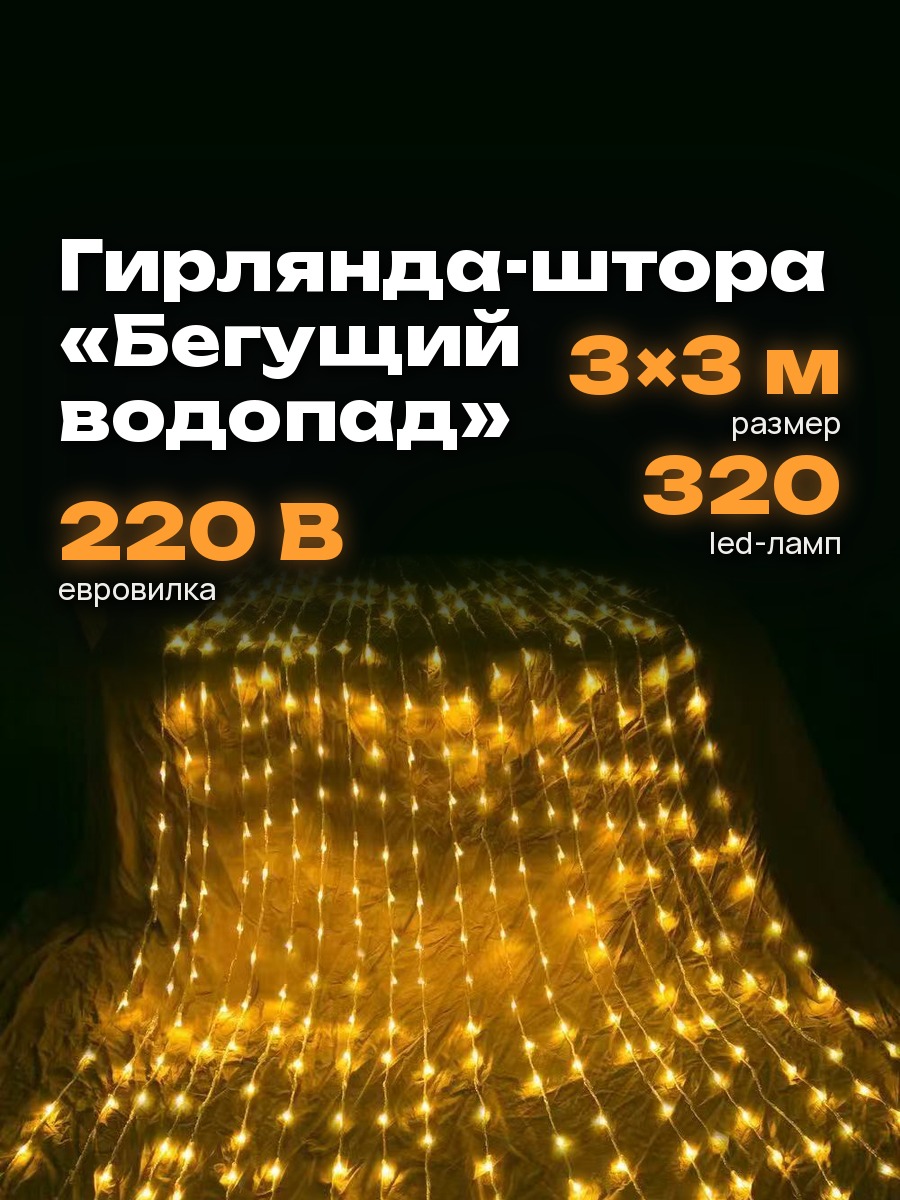 Гирлянда-штора
«Бегущий
водопад»
3×3 м
размер
320
led-ламп
220 В
евровилка